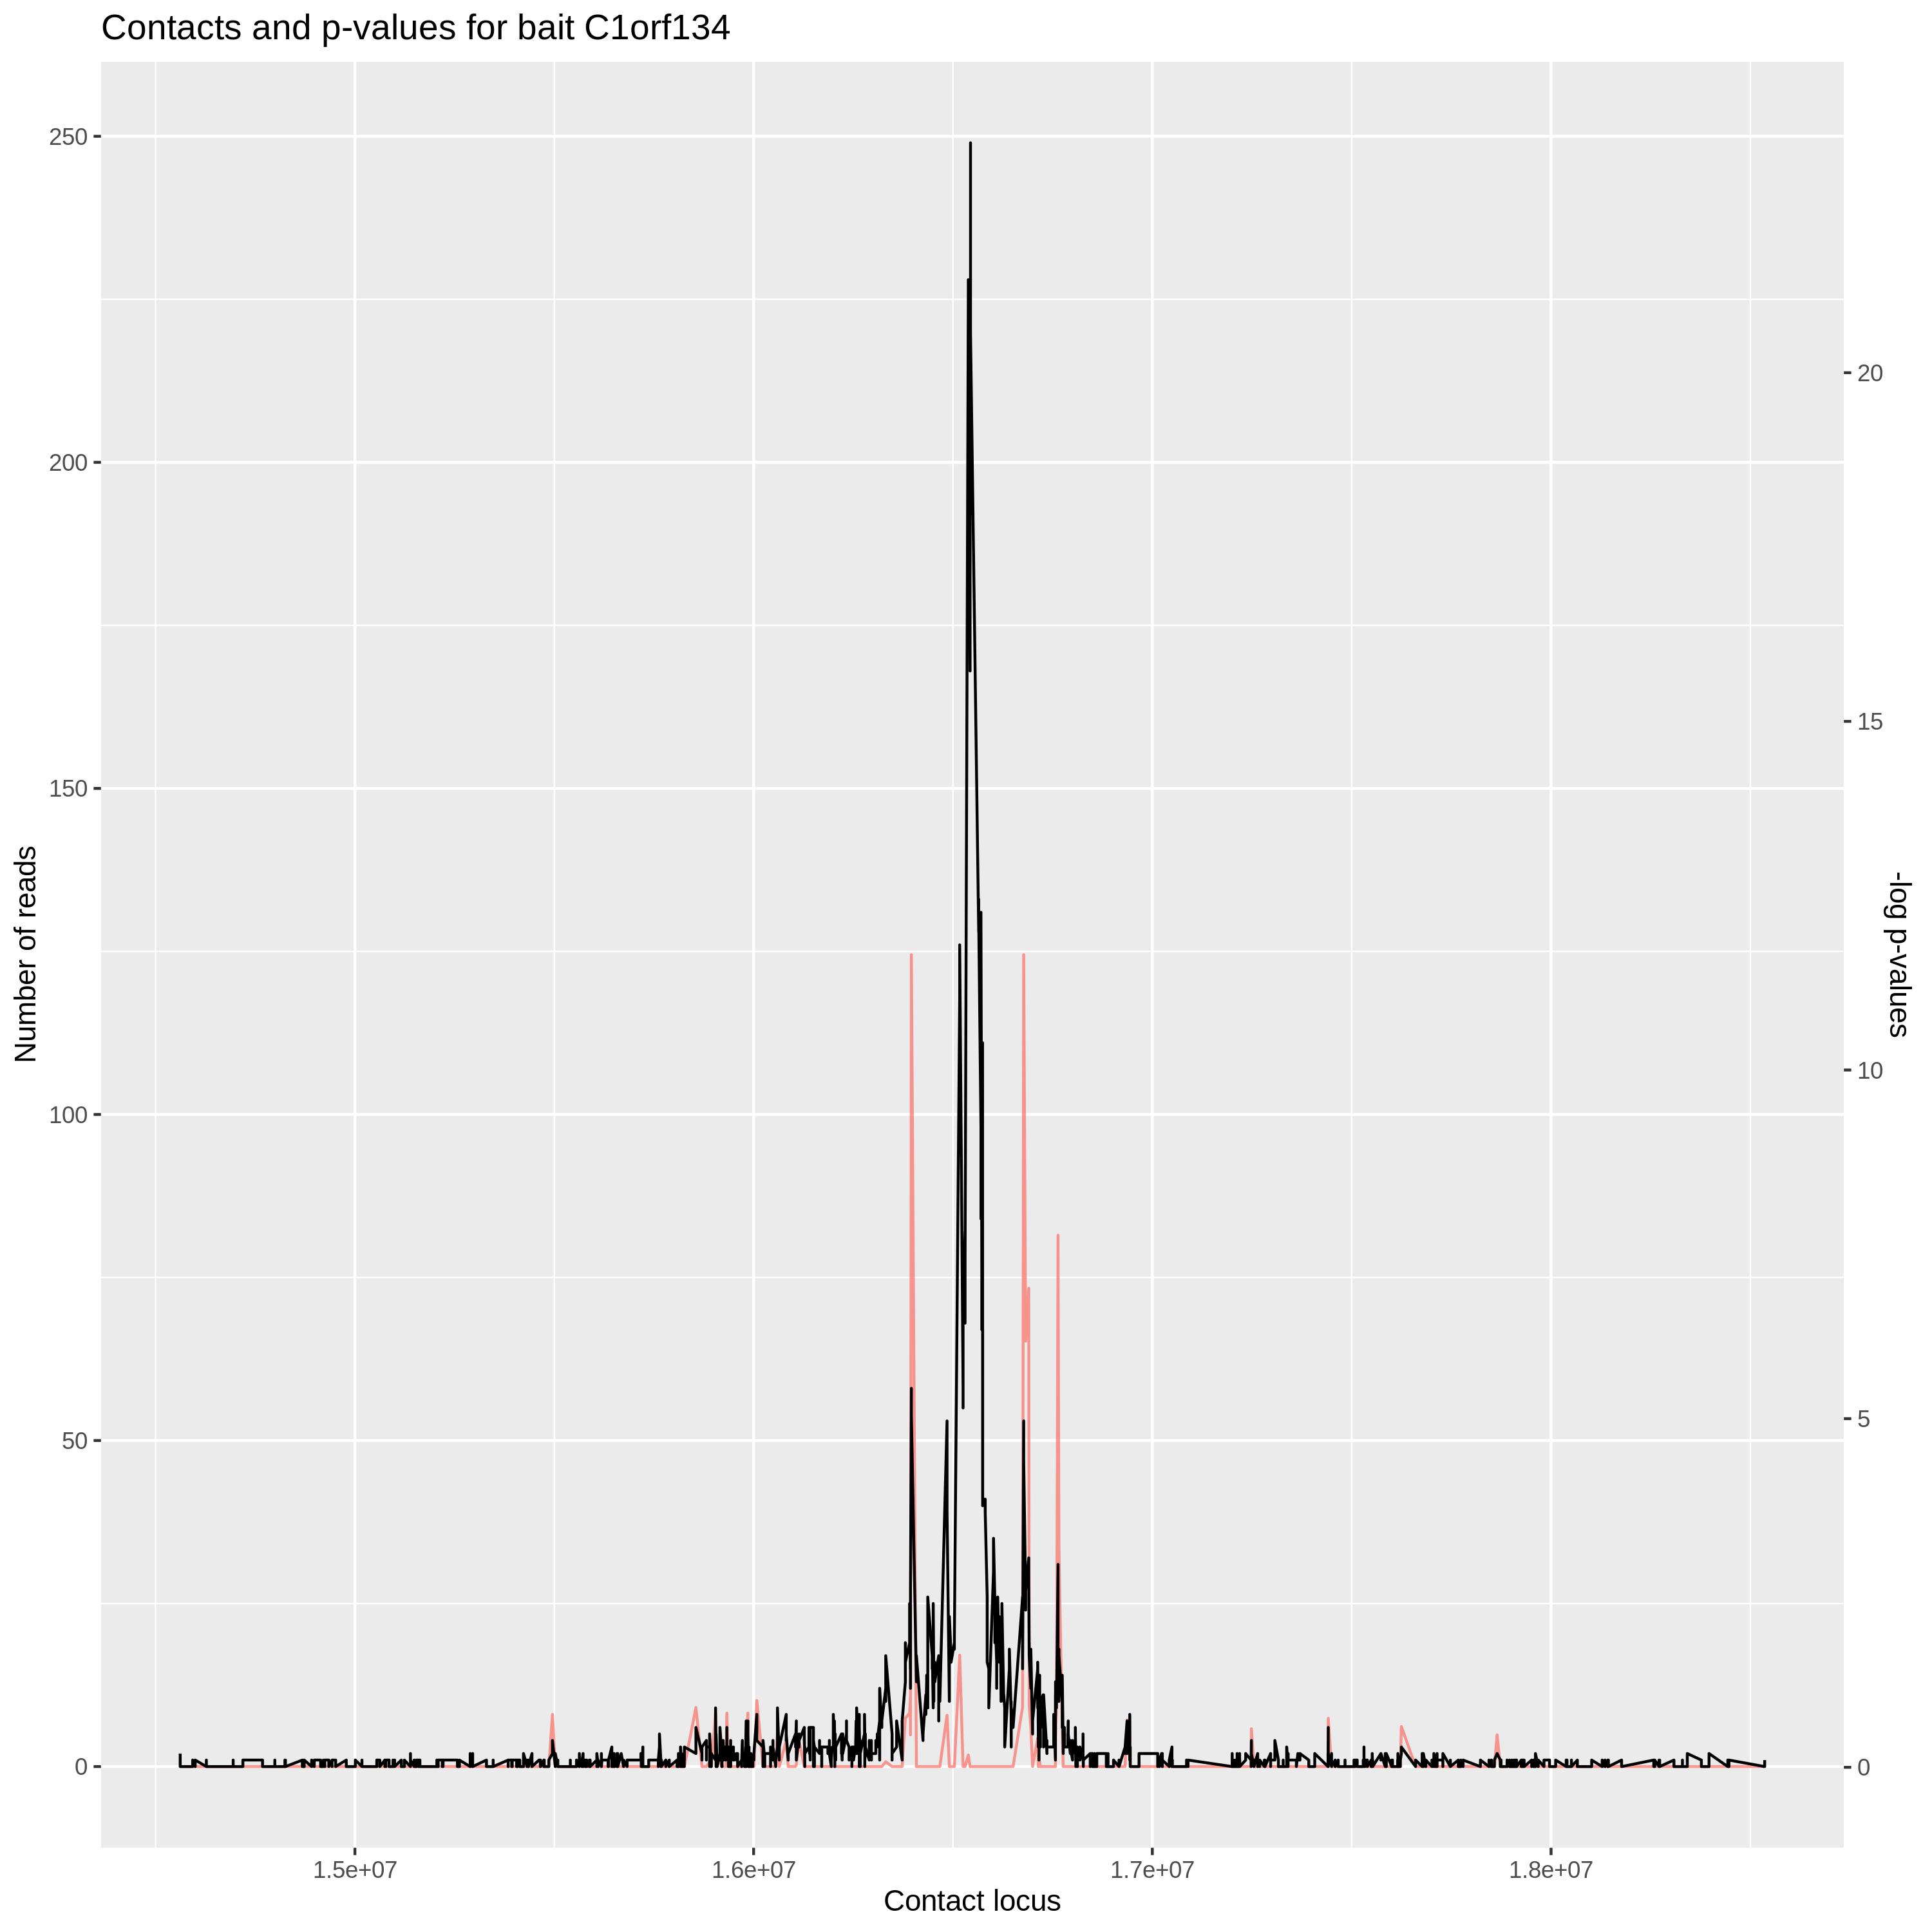 Contacts and p-values for bait C1orf134
250
200
150
100
50
0
Number of reads
20
15
10
5
0
-log p-values
1.5e+07 1.6e+07 1.7e+07 1.8e+07
Contact locus